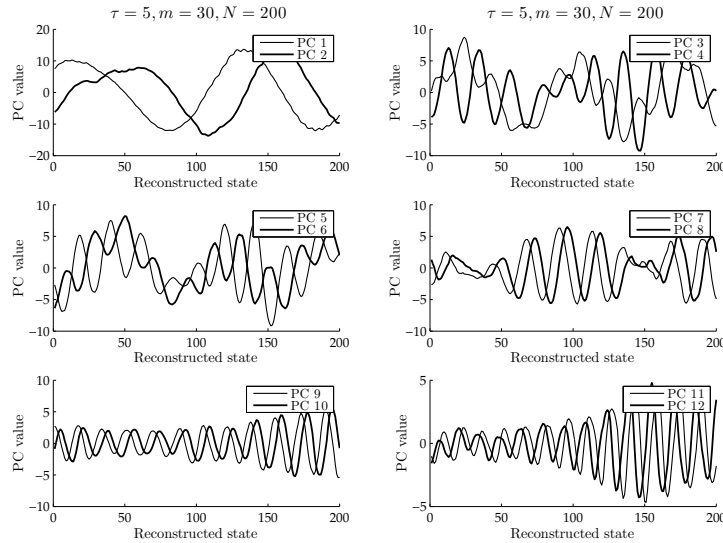 τ = 5, m = 30, N = 200
PC value
20
10
0
−10
−20
0
50
100
150
200
Reconstructed state
PC 1
PC 2
τ = 5, m = 30, N = 200
PC value
10
5
0
−5
−10
0
50
100
150
200
Reconstructed state
PC 3
PC 4
PC value
10
5
0
−5
−10
0
50
100
150
200
Reconstructed state
PC 5
PC 6
PC value
10
5
0
−5
−10
0
50
100
150
200
Reconstructed state
PC 7
PC 8
PC value
10
5
0
−5
−10
0
50
100
150
200
Reconstructed state
PC 9
PC 10
PC value
5
0
−5
0
50
100
150
200
Reconstructed state
PC 11
PC 12